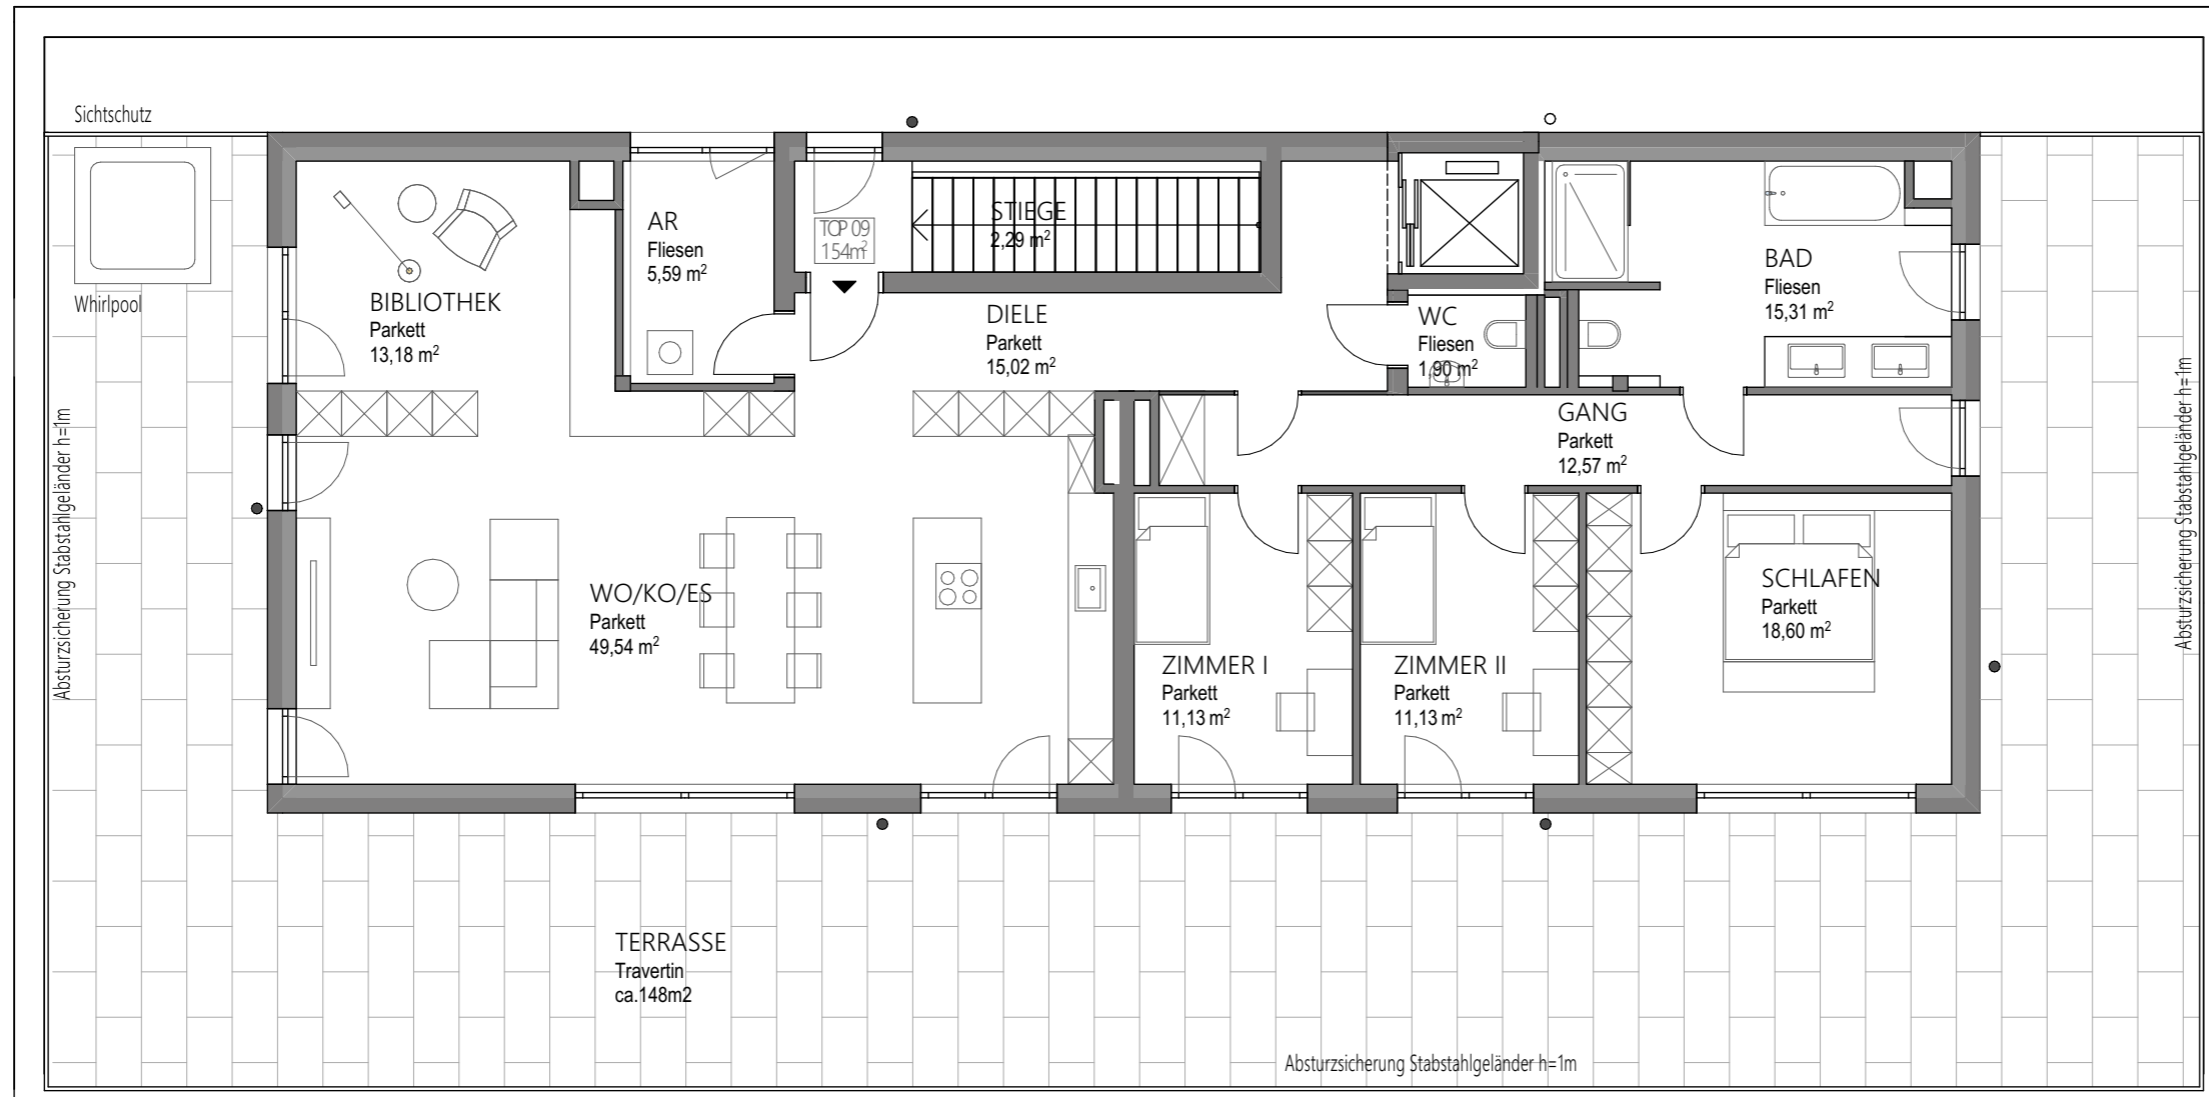 Sichtschutz
Whirlpool
Absturzsicherung Stabstahlgeländer h=1m
BIBLIOTHEK
Parkett
13,18 m²
AR
Fliesen
5,59 m²
TOP 09
154m²
STIEGE
2,29 m²
DIELE
Parkett
15,02 m²
WC
Fliesen
1,90 m²
BAD
Fliesen
15,31 m²
GANG
Parkett
12,57 m²
WO/KO/ES
Parkett
49,54 m²
ZIMMER I
Parkett
11,13 m²
ZIMMER II
Parkett
11,13 m²
SCHLAFEN
Parkett
18,60 m²
Absturzsicherung Stabstahlgeländer h=1m
TERRASSE
Travertin
ca.148m2
Absturzsicherung Stabstahlgeländer h=1m